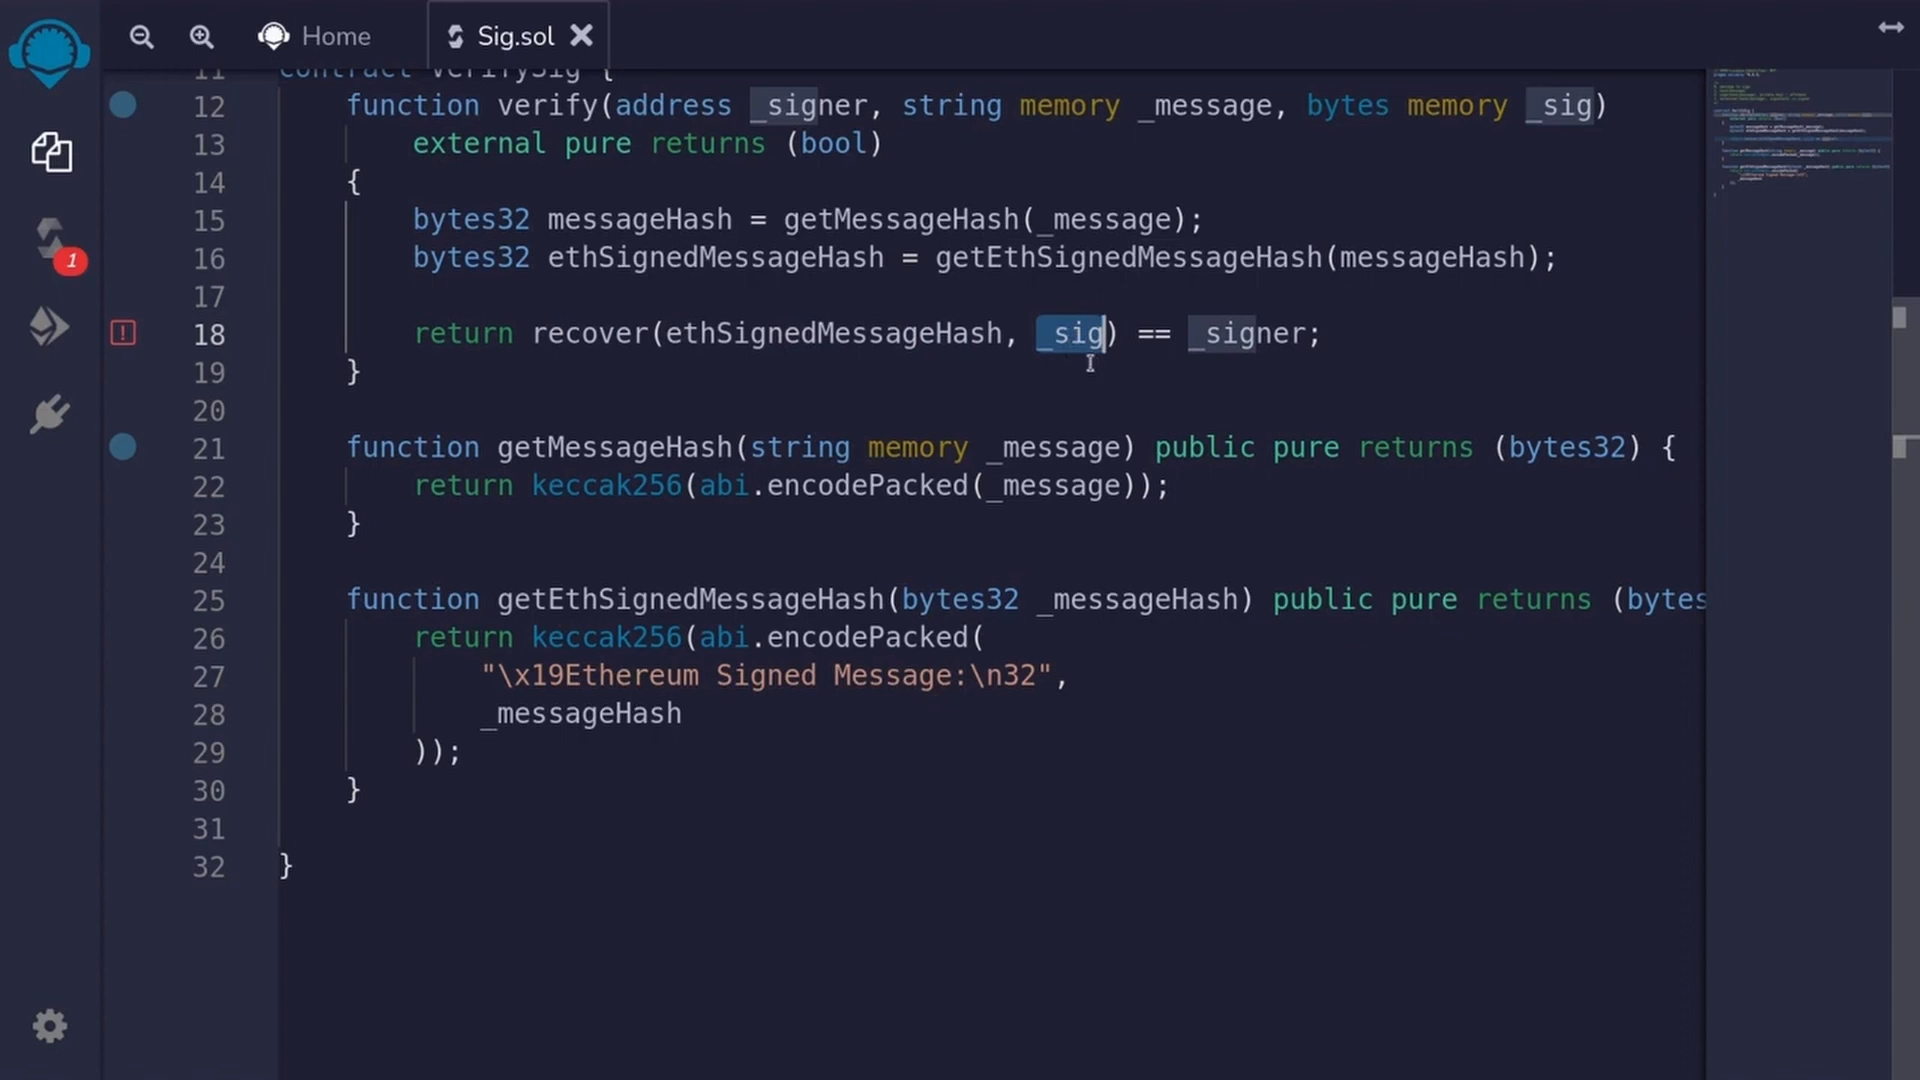 Home
Sig.sol
11 contract VerifySig {
12 function verify(address _signer, string memory _message, bytes memory _sig)
13 external pure returns (bool)
14 {
15 bytes32 messageHash = getMessageHash(_message);
16 bytes32 ethSignedMessageHash = getEthSignedMessageHash(messageHash);
17
18 return recover(ethSignedMessageHash, _sig) == _signer;
19 }
20
21 function getMessageHash(string memory _message) public pure returns (bytes32) {
22 return keccak256(abi.encodePacked(_message));
23 }
24
25 function getEthSignedMessageHash(bytes32 _messageHash) public pure returns (bytes
26 return keccak256(abi.encodePacked(
27 "\x19Ethereum Signed Message:\n32",
28 _messageHash
29 ));
30 }
31
32 }
1